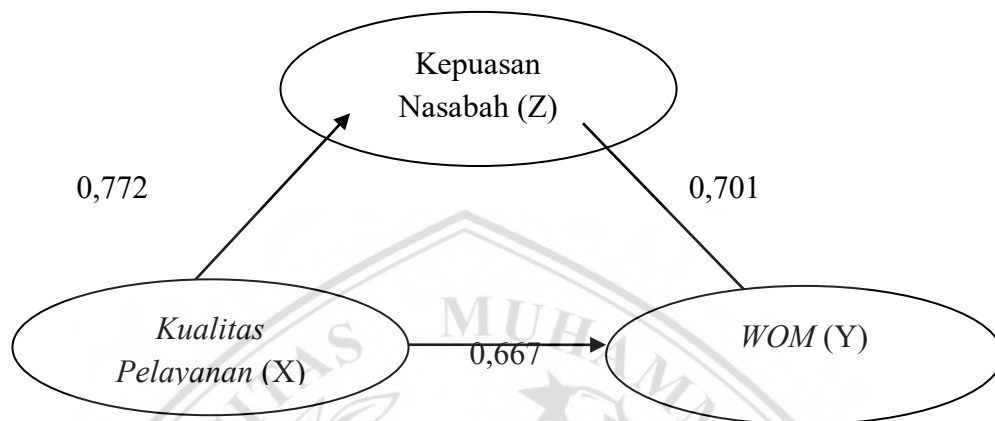 Kepuasan
Nasabah (Z)
0,772
0,701
Kualitas
Pelayanan (X)
0,667
WOM (Y)